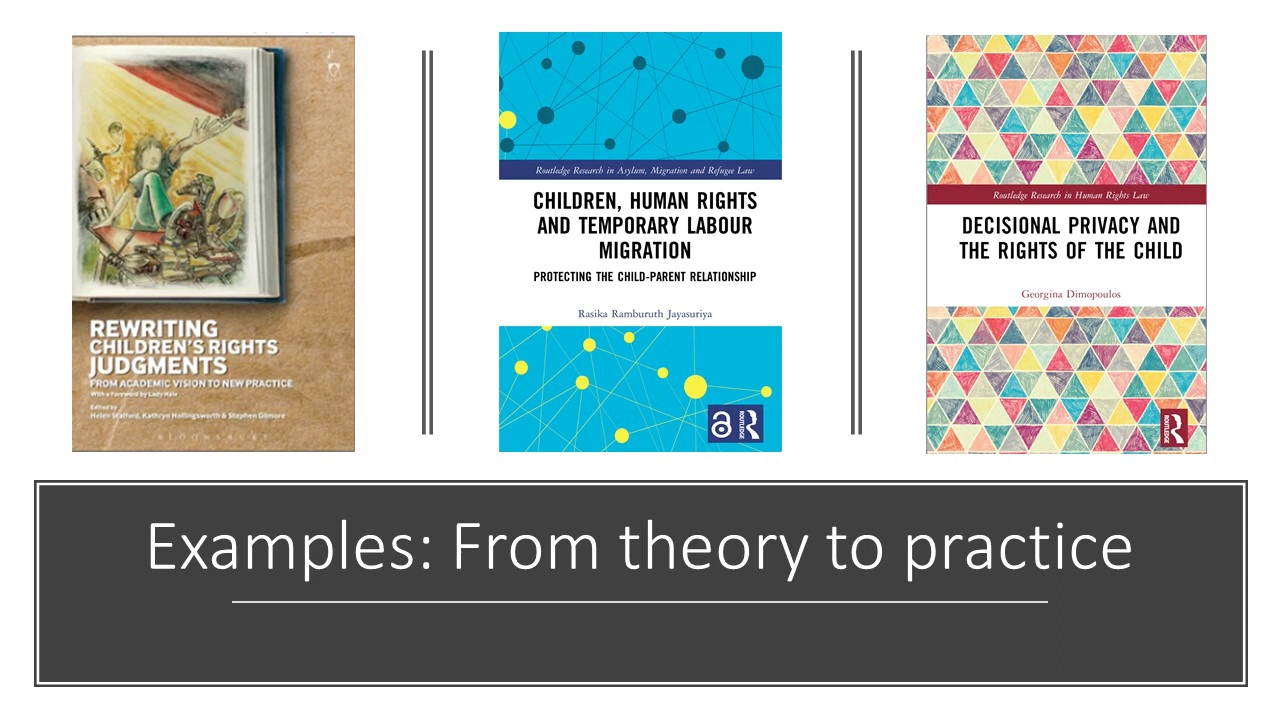 REWRITING
CHILDREN'S RIGHTS
JUDGMENTS
FROM ACADEMIC VISION TO NEW PRACTICE
With a Foreword by Lady Hale
Edited by
Helen Stalford, Kathryn Hollingsworth & Stephen Gilmore
BLOOMSBURY
Routledge Research in Asylum, Migration and Refugee Law
CHILDREN, HUMAN RIGHTS
AND TEMPORARY LABOUR
MIGRATION
PROTECTING THE CHILD-PARENT RELATIONSHIP
Rasika Ramburuth Jayasuriya
ROUTLEDGE
Routledge Research in Human Rights Law
DECISIONAL PRIVACY AND
THE RIGHTS OF THE CHILD
Georgina Dimopoulos
ROUTLEDGE
Examples: From theory to practice